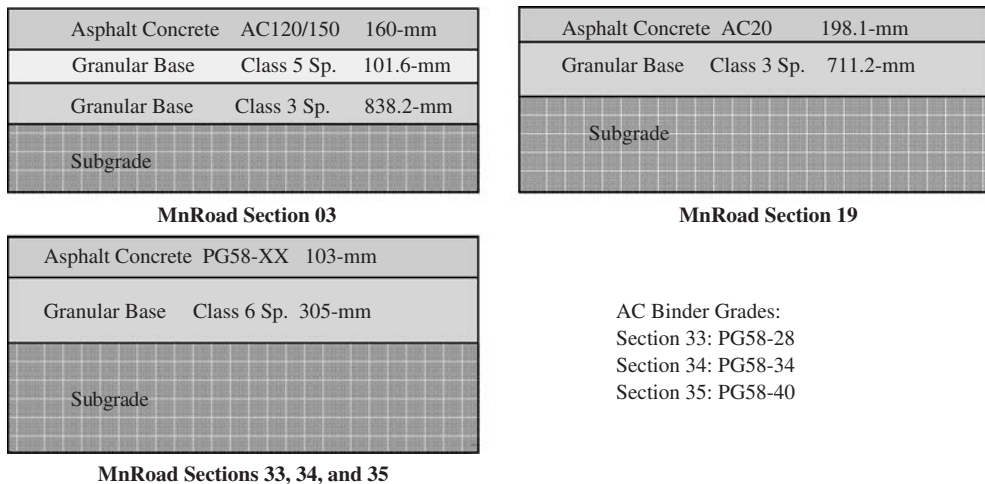 Asphalt Concrete AC120/150 160-mm
Granular Base Class 5 Sp. 101.6-mm
Granular Base Class 3 Sp. 838.2-mm
Subgrade
MnRoad Section 03
Asphalt Concrete AC20 198.1-mm
Granular Base Class 3 Sp. 711.2-mm
Subgrade
MnRoad Section 19
Asphalt Concrete PG58-XX 103-mm
Granular Base Class 6 Sp. 305-mm
Subgrade
MnRoad Sections 33, 34, and 35
AC Binder Grades:
Section 33: PG58-28
Section 34: PG58-34
Section 35: PG58-40